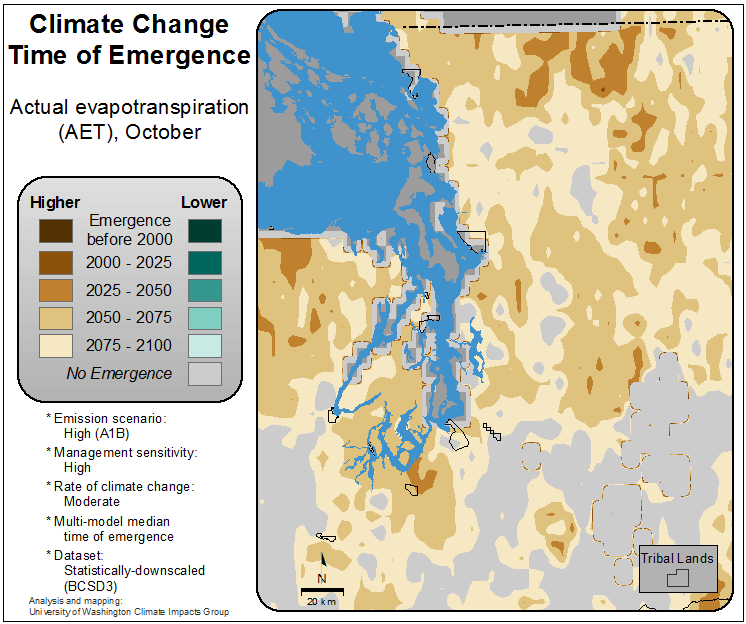 Climate Change
Time of Emergence
Actual evapotranspiration
(AET), October
Higher Lower
Emergence
before 2000
2000 - 2025
2025 - 2050
2050 - 2075
2075 - 2100
No Emergence
* Emission scenario:
High (A1B)
* Management sensitivity:
High
* Rate of climate change:
Moderate
* Multi-model median
time of emergence
* Dataset:
Statistically-downscaled
(BCSD3)
Analysis and mapping:
University of Washington Climate Impacts Group
N
20 km
Tribal Lands